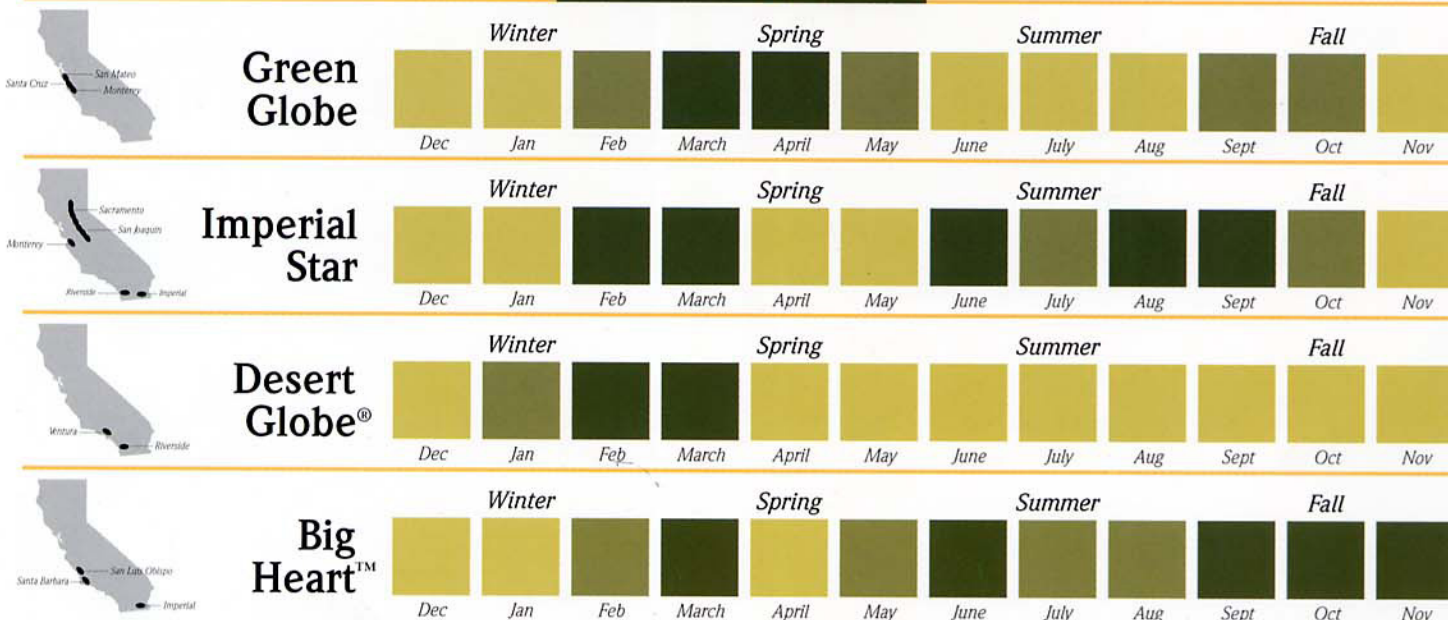 Winter Spring Summer Fall
San Mateo
Santa Cruz
Monterey
Green
Globe
Dec Jan Feb March April May June July Aug Sept Oct Nov
Winter Spring Summer Fall
Sacramento
San Joaquin
Monterey
Riverside Imperial
Imperial
Star
Dec Jan Feb March April May June July Aug Sept Oct Nov
Winter Spring Summer Fall
Ventura
Riverside
Desert
Globe®
Dec Jan Feb March April May June July Aug Sept Oct Nov
Winter Spring Summer Fall
San Luis Obispo
Santa Barbara
Imperial
Big
Heart™
Dec Jan Feb March April May June July Aug Sept Oct Nov